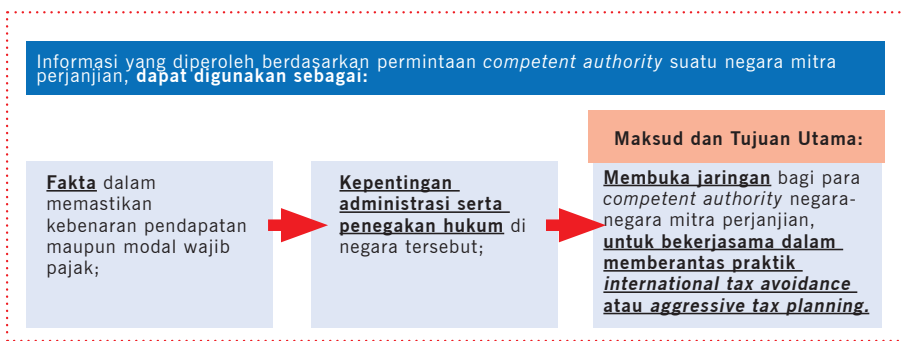 Informasi yang diperoleh berdasarkan permintaan competent authority suatu negara mitra
perjanjian, dapat digunakan sebagai:
Fakta dalam
memastikan
kebenaran pendapatan
maupun modal wajib
pajak;
Kepentingan
administrasi serta
penegakan hukum di
negara tersebut;
Maksud dan Tujuan Utama:
Membuka jaringan bagi para
competent authority negara-
negara mitra perjanjian,
untuk bekerjasama dalam
memberantas praktik
international tax avoidance
atau aggressive tax planning.